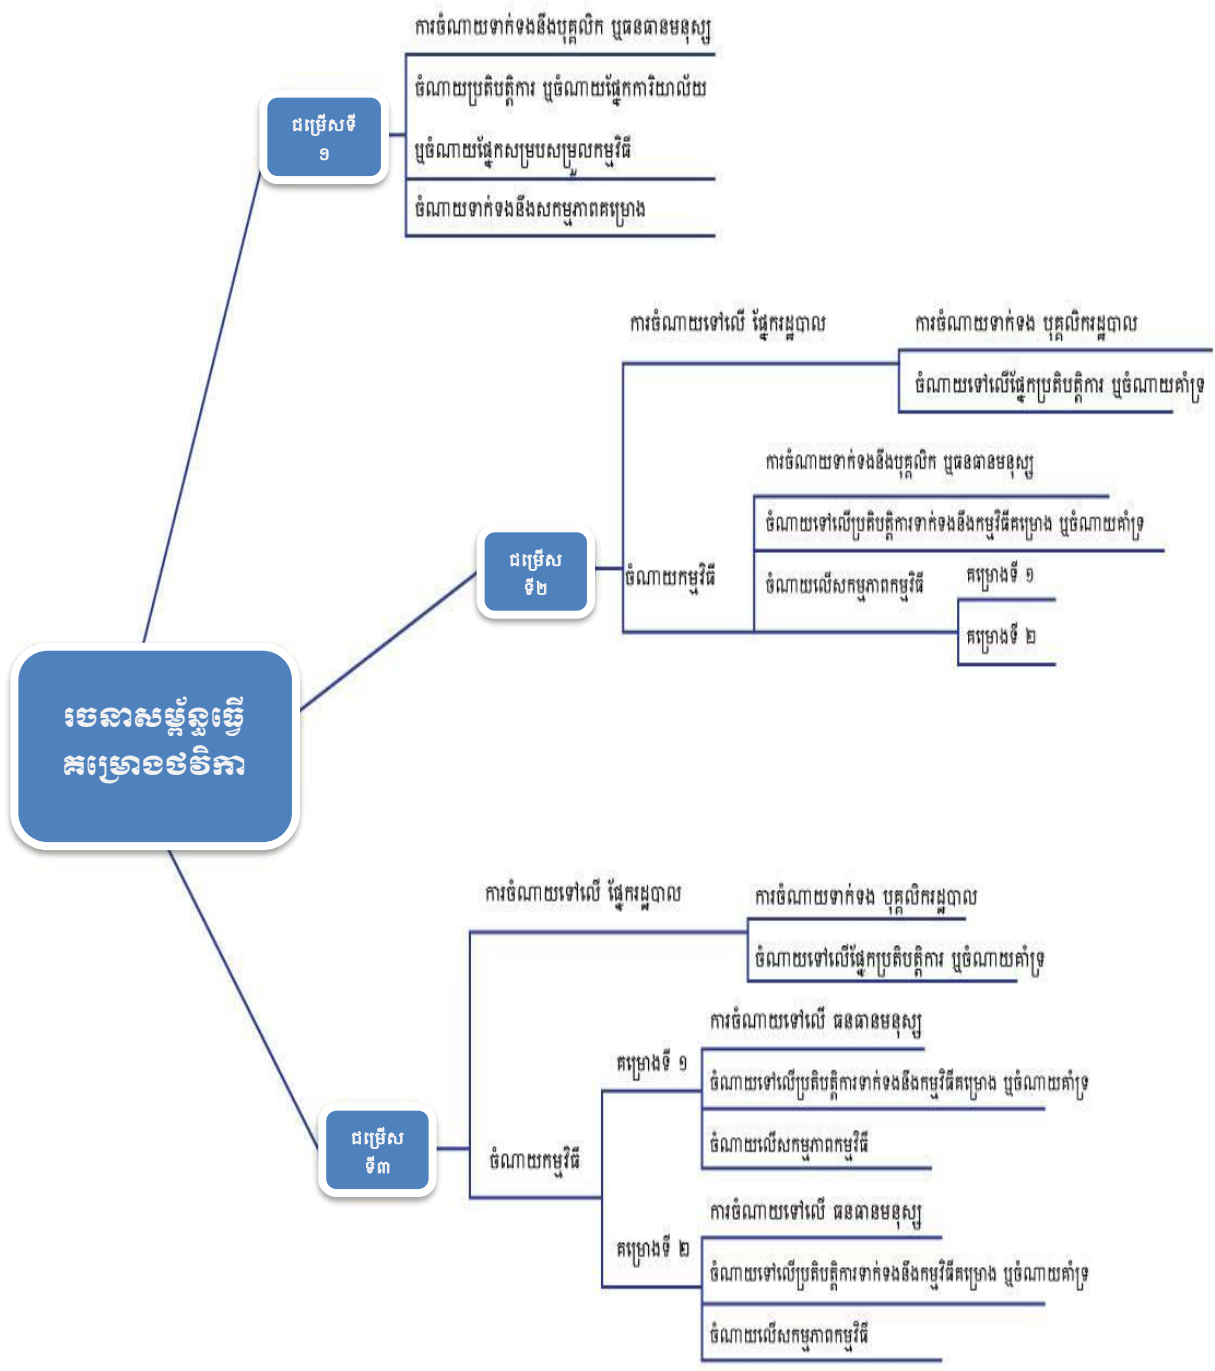 ការចំណាយទាក់ទងនឹងបុគ្គលិក ឬធនធានមនុស្ស
ចំណាយប្រតិបត្តិការ ឬចំណាយផ្នែកការិយាល័យ
ឬចំណាយផ្នែកសម្របសម្រួលកម្មវិធី
ចំណាយទាក់ទងនឹងសកម្មភាពគម្រោង
ជម្រើសទី
១
ការចំណាយទៅលើ ផ្នែករដ្ឋបាល
ការចំណាយទាក់ទង បុគ្គលិករដ្ឋបាល
ចំណាយទៅលើផ្នែកប្រតិបត្តិការ ឬចំណាយគាំទ្រ
ការចំណាយទាក់ទងនឹងបុគ្គលិក ឬធនធានមនុស្ស
ចំណាយទៅលើប្រតិបត្តិការទាក់ទងនឹងកម្មវិធីគម្រោង ឬចំណាយគាំទ្រ
ជម្រើស
ទី២
ចំណាយកម្មវិធី
ចំណាយលើសកម្មភាពកម្មវិធី
គម្រោងទី ១
គម្រោងទី ២
រចនាសម្ព័ន្ធធ្វើ
គម្រោងថវិកា
ការចំណាយទៅលើ ផ្នែករដ្ឋបាល
ការចំណាយទាក់ទង បុគ្គលិករដ្ឋបាល
ចំណាយទៅលើផ្នែកប្រតិបត្តិការ ឬចំណាយគាំទ្រ
ជម្រើស
ទី៣
ចំណាយកម្មវិធី
គម្រោងទី ១
ការចំណាយទៅលើ ធនធានមនុស្ស
ចំណាយទៅលើប្រតិបត្តិការទាក់ទងនឹងកម្មវិធីគម្រោង ឬចំណាយគាំទ្រ
ចំណាយលើសកម្មភាពកម្មវិធី
គម្រោងទី ២
ការចំណាយទៅលើ ធនធានមនុស្ស
ចំណាយទៅលើប្រតិបត្តិការទាក់ទងនឹងកម្មវិធីគម្រោង ឬចំណាយគាំទ្រ
ចំណាយលើសកម្មភាពកម្មវិធី